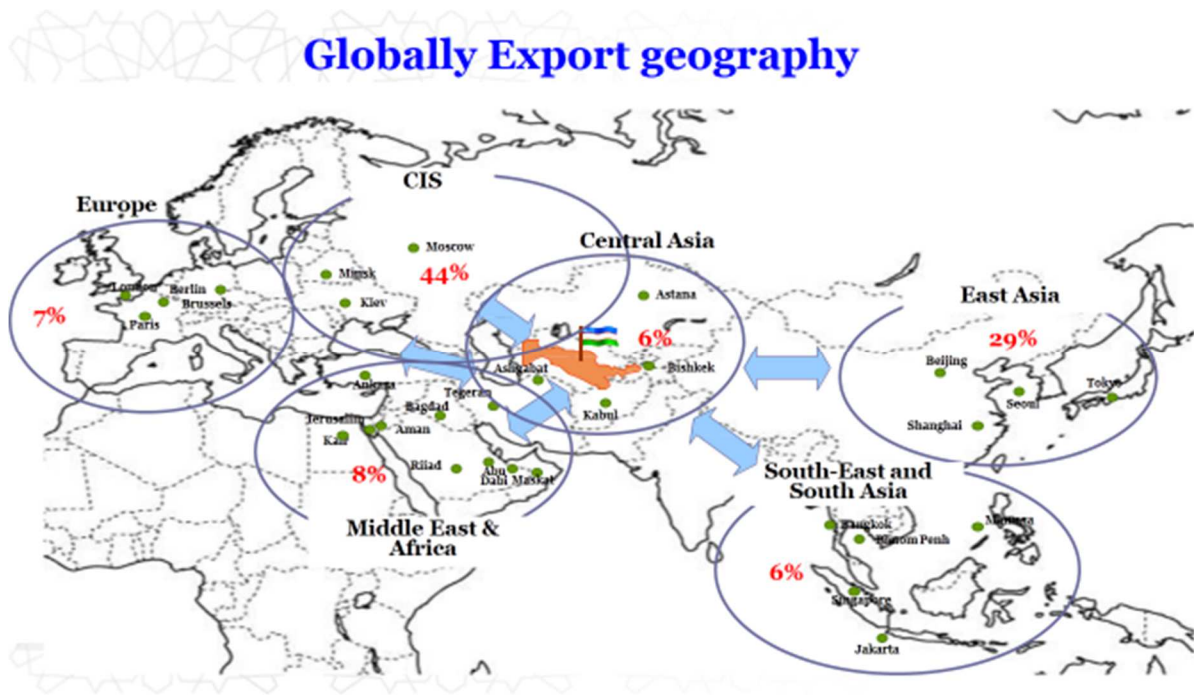 Globally Export geography
CIS
Europe
Central Asia
Moscow
Minsk
44%
London
Berlin
Brussels
Kiev
7%
Paris
Astana
East Asia
6%
29%
Ashgabat
Bishkek
Beijing
Ankara
Tegeran
Kabul
Seoul
Tokyo
Bagdad
Jerusalim
Aman
Shanghai
8%
Riiad
Abu
Dabi Maskat
South-East and
South Asia
Middle East &
Africa
Bangkok
Pnnom Penh
6%
Singapore
Jakarta